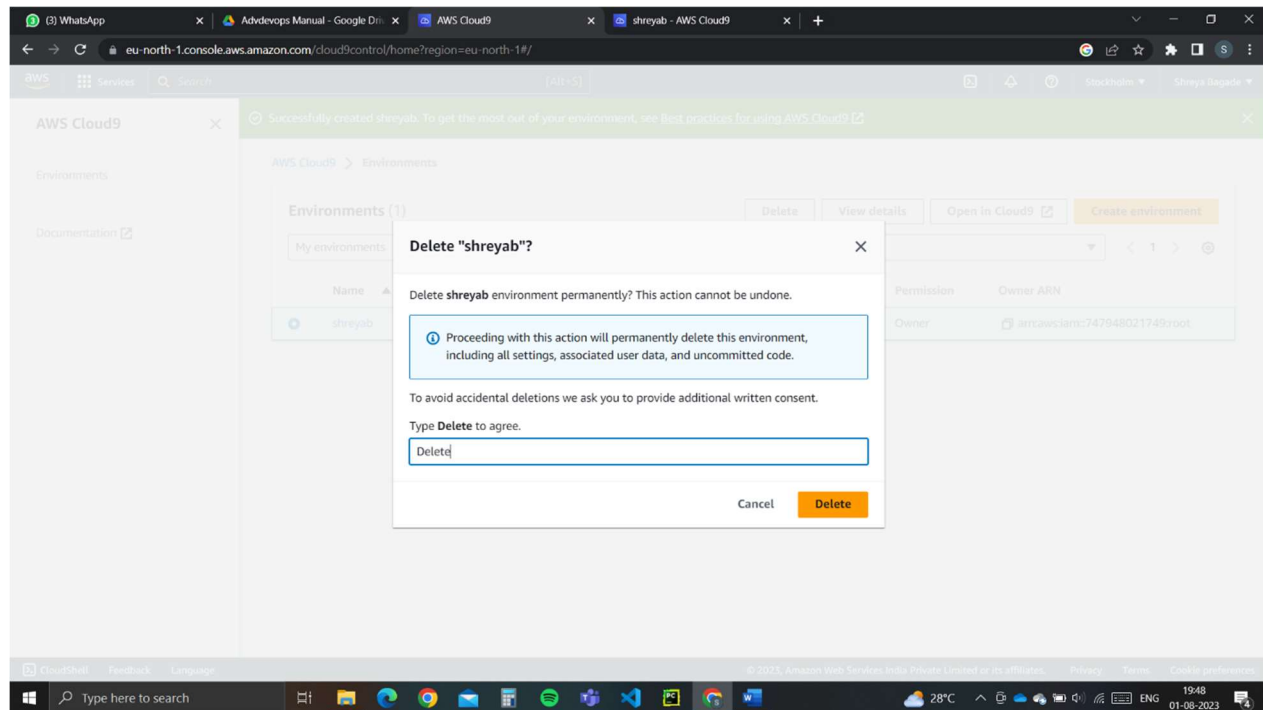 (3) WhatsApp
Advdevops Manual - Google Dri
AWS Cloud9
shreyab - AWS Cloud9
eu-north-1.console.aws.amazon.com/cloud9control/home?region=eu-north-1#/
S
aws
Services
Search
[Alt+S]
Stockholm
Shreya Bagade
AWS Cloud9
Successfully created shreyab. To get the most out of your environment, see Best practices for using AWS Cloud9
Environments
Documentation
AWS Cloud9 > Environments
Environments (1)
Delete
View details
Open in Cloud9
Create environment
My environments
1
Name
Permission
Owner ARN
shreyab
Owner
arn:aws:iam::747948021749:root
Delete "shreyab"?
Delete shreyab environment permanently? This action cannot be undone.
Proceeding with this action will permanently delete this environment,
including all settings, associated user data, and uncommitted code.
To avoid accidental deletions we ask you to provide additional written consent.
Type Delete to agree.
Delete
Cancel
Delete
CloudShell
Feedback
Language
© 2023, Amazon Web Services India Private Limited or its affiliates.
Privacy
Terms
Cookie preferences
Type here to search
28°C
ENG
19:48
01-08-2023
4